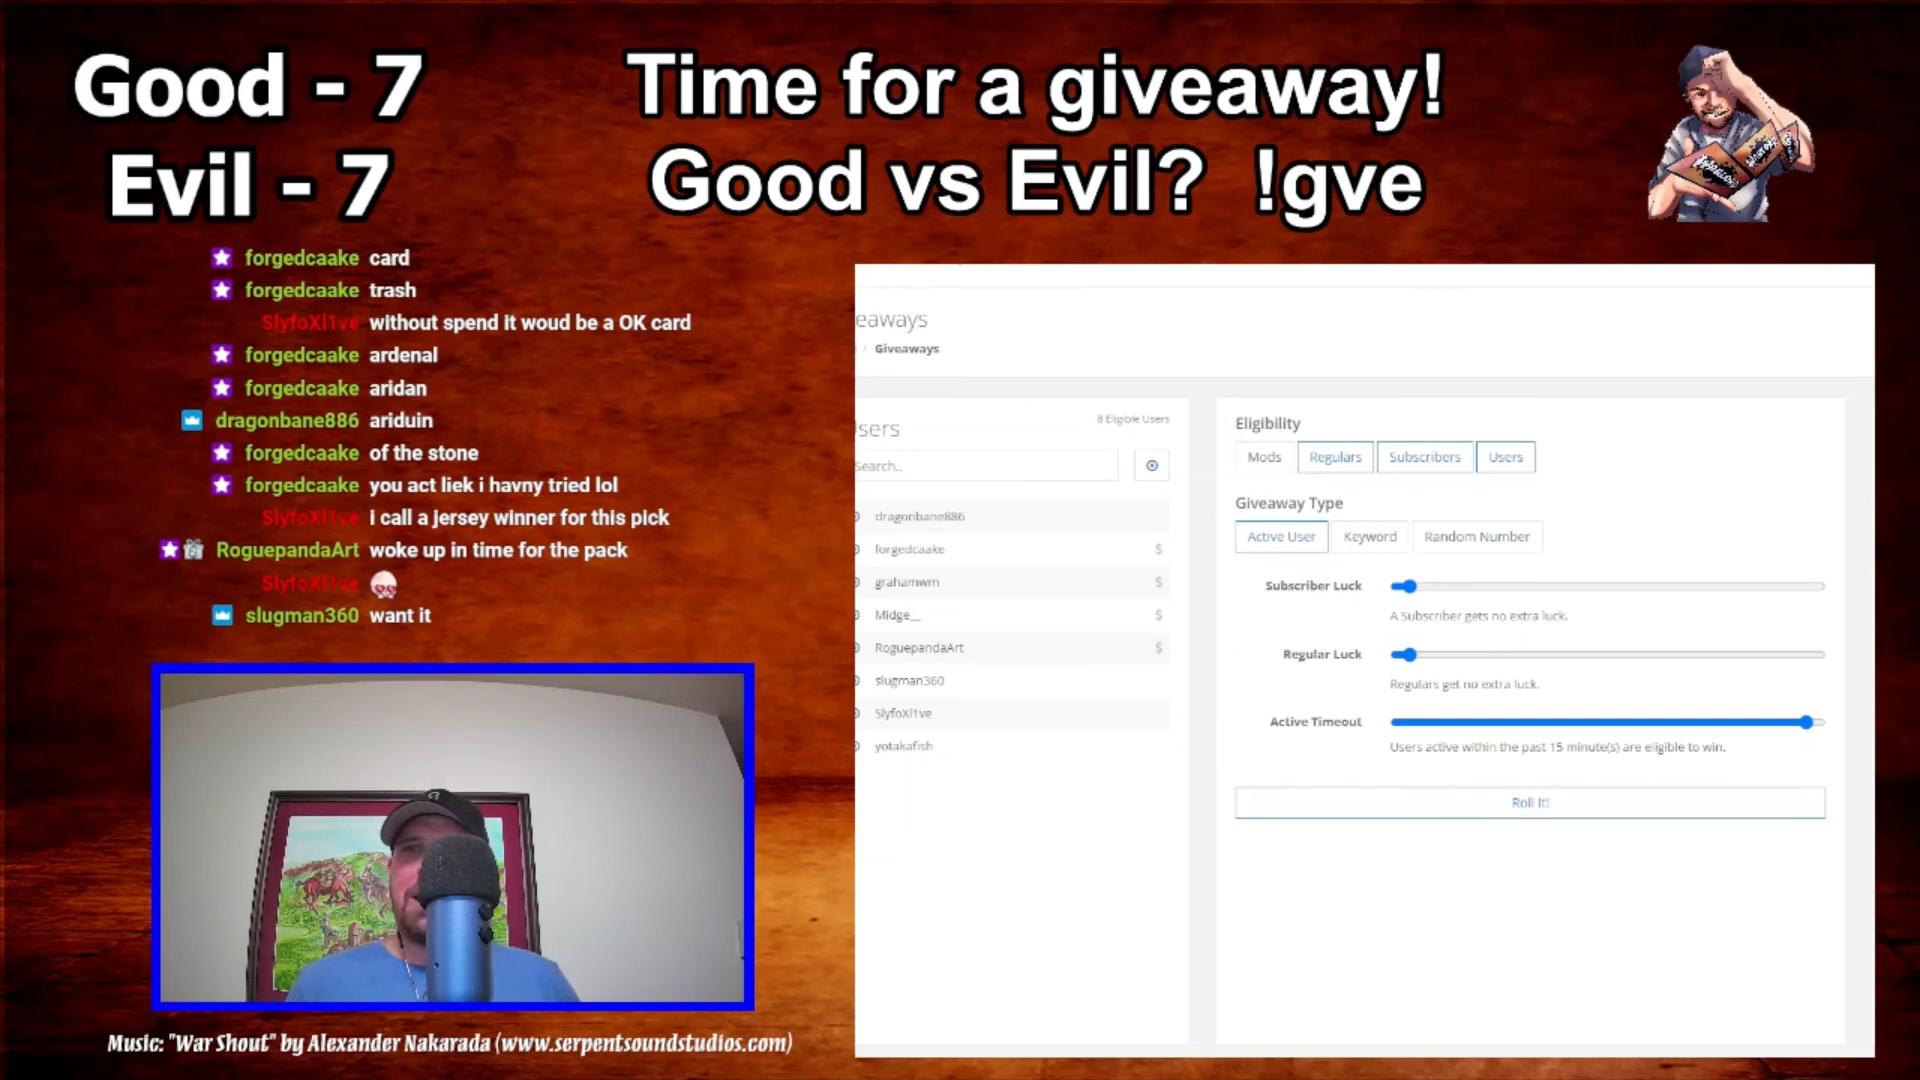 Good - 7
Evil - 7
Time for a giveaway!
Good vs Evil? !gve
forgedcaake card
forgedcaake trash
SlyfoXl1ve without spend it woud be a OK card
forgedcaake ardenal
forgedcaake aridan
dragonbane886 ariduin
forgedcaake of the stone
forgedcaake you act liek i havny tried lol
SlyfoXl1ve i call a jersey winner for this pick
RoguepandaArt woke up in time for the pack
SlyfoXl1ve
slugman360 want it
Music: "War Shout" by Alexander Nakarada (www.serpentsoundstudios.com)
eaways
/ Giveaways
sers
8 Eligible Users
Search..
dragonbane886
forgedcaake $
grahamwm $
Midge__ $
RoguepandaArt $
slugman360
SlyfoXl1ve
yotakafish
Eligibility
Mods Regulars Subscribers Users
Giveaway Type
Active User Keyword Random Number
Subscriber Luck
A Subscriber gets no extra luck.
Regular Luck
Regulars get no extra luck.
Active Timeout
Users active within the past 15 minute(s) are eligible to win.
Roll It!